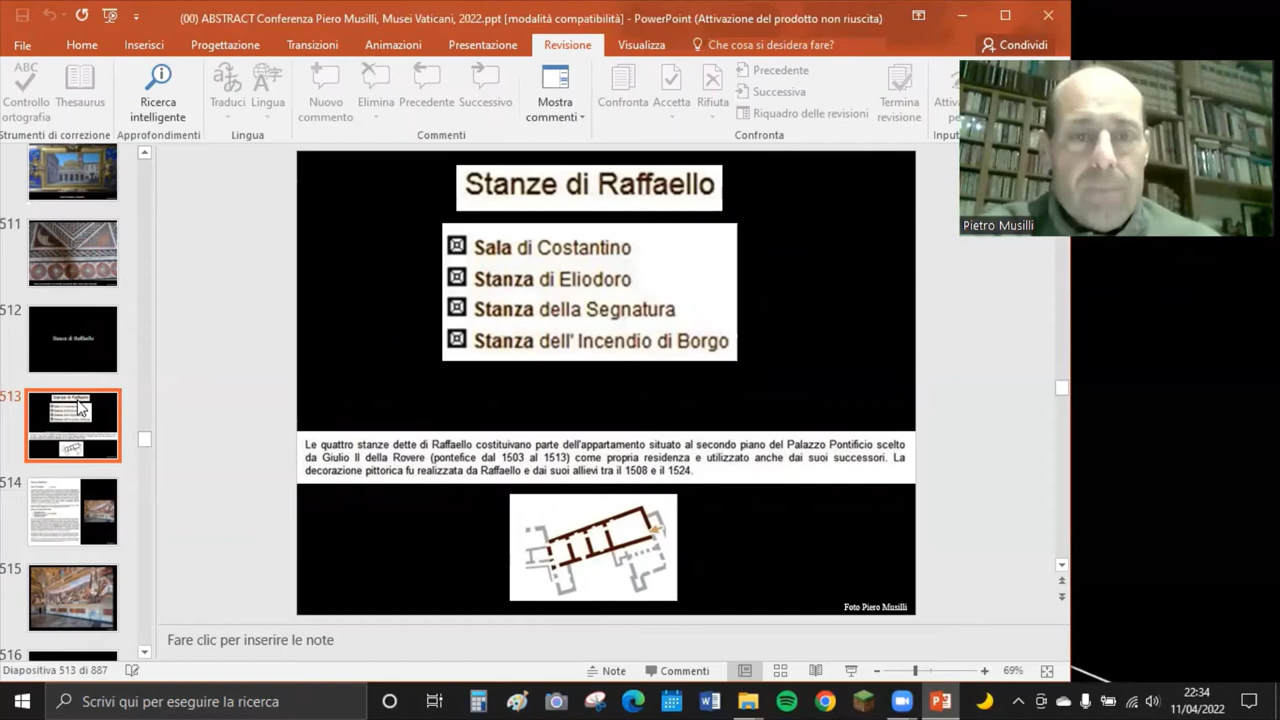 (00) ABSTRACT Conferenza Piero Musilli, Musei Vaticani, 2022.ppt [modalità compatibilità] - PowerPoint (Attivazione del prodotto non riuscita)
File Home Inserisci Progettazione Transizioni Animazioni Presentazione Revisione Visualizza Che cosa si desidera fare? Condividi
ABC
Controllo ortografia
Thesaurus
Ricerca intelligente
Traduci
Lingua
Nuovo commento
Elimina
Precedente
Successivo
Mostra commenti
Confronta
Accetta
Rifiuta
Precedente
Successiva
Riquadro delle revisioni
Termina revisione
Strumenti di correzione
Approfondimenti
Lingua
Commenti
Confronta
Pietro Musilli
511
512
Stanze di Raffaello
513
514
515
516
Stanze di Raffaello
Sala di Costantino
Stanza di Eliodoro
Stanza della Segnatura
Stanza dell' Incendio di Borgo
Le quattro stanze dette di Raffaello costituivano parte dell'appartamento situato al secondo piano del Palazzo Pontificio scelto
da Giulio II della Rovere (pontefice dal 1503 al 1513) come propria residenza e utilizzato anche dai suoi successori. La
decorazione pittorica fu realizzata da Raffaello e dai suoi allievi tra il 1508 e il 1524.
Foto Piero Musilli
Fare clic per inserire le note
Diapositiva 513 di 887
Note
Commenti
69%
Scrivi qui per eseguire la ricerca
22:34
11/04/2022